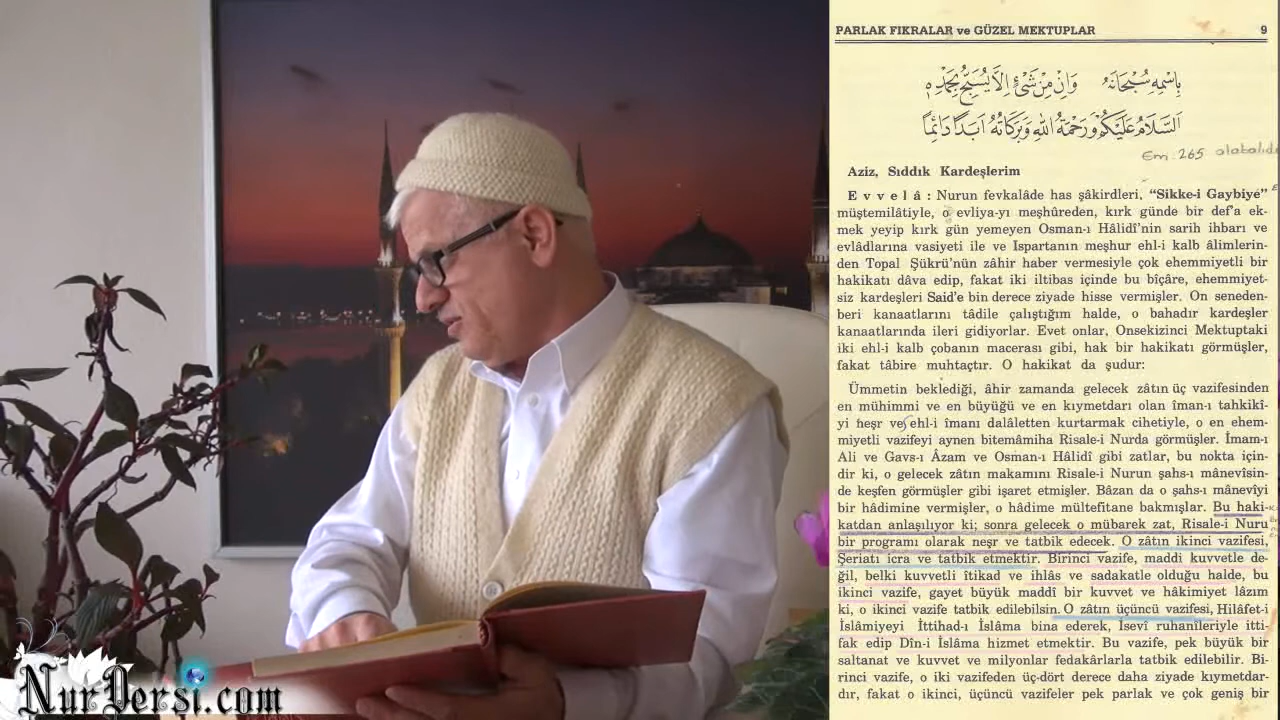 PARLAK FIKRALAR ve GÜZEL MEKTUPLAR 9
بِاسْمِهِ سُبْحَانَهُ وَاِنْ مِنْ شَيْءٍ اِلَّا يُسَبِّحُ بِحَمْدِهِ
اَلسَّلَامُ عَلَيْكُمْ وَرَحْمَةُ اللهِ وَبَرَكَاتُهُ اَبَدًا دَائِمًا
Em: 265
Aziz, Sıddık Kardeşlerim
Evvelâ: Nurun fevkalâde has şâkirdleri, “Sikke-i Gaybiye”
müştemilâtiyle, o evliya-yı meşhûreden, kırk günde bir def'a ek-
mek yeyip kırk gün yemeyen Osman-ı Hâlidî'nin sarih ihbarı ve
evlâdlarına vasiyeti ile ve Ispartanın meşhur ehl-i kalb âlimlerin-
den Topal Şükrü'nün zâhir haber vermesiyle çok ehemmiyetli bir
hakikatı dâva edip, fakat iki iltibas içinde bu bîçâre, ehemmiyet-
siz kardeşleri Said'e bin derece ziyade hisse vermişler. On seneden-
beri kanaatlarını tâdile çalıştığım halde, o bahadır kardeşler
kanaatlarında ileri gidiyorlar. Evet onlar, Onsekizinci Mektuptaki
iki ehl-i kalb çobanın macerası gibi, hak bir hakikatı görmüşler,
fakat tâbire muhtaçtır. O hakikat da şudur:
Ümmetin beklediği, âhir zamanda gelecek zâtın üç vazifesinden
en mühimmi ve en büyüğü ve en kıymetdarı olan îman-ı tahkikî-
yi neşr ve ehl-i îmanı dalâletten kurtarmak cihetiyle, o en ehem-
miyetli vazifeyi aynen bitemâmiha Risale-i Nurda görmüşler. İmam-ı
Ali ve Gavs-ı Âzam ve Osman-ı Hâlidî gibi zatlar, bu nokta için-
dir ki, o gelecek zâtın makamını Risale-i Nurun şahs-ı mânevîsin-
de keşfen görmüşler gibi işaret etmişler. Bâzan da o şahs-ı mânevîyi
bir hâdimine vermişler, o hâdime mültefitane bakmışlar. Bu haki-
katdan anlaşılıyor ki; sonra gelecek o mübarek zat, Risale-i Nuru
bir programı olarak neşr ve tatbik edecek. O zâtın ikinci vazifesi,
Şeriatı icra ve tatbik etmektir. Birinci vazife, maddî kuvvetle de-
ğil, belki kuvvetli îtikad ve ihlâs ve sadakatle olduğu halde, bu
ikinci vazife, gayet büyük maddî bir kuvvet ve hâkimiyet lâzım
ki, o ikinci vazife tatbik edilebilsin. O zâtın üçüncü vazifesi, Hilâfet-i
İslâmiyeyi İttihad-ı İslâma bina ederek, Isevî ruhanîleriyle itti-
fak edip Dîn-i İslâma hizmet etmektir. Bu vazife, pek büyük bir
saltanat ve kuvvet ve milyonlar fedakârlarla tatbik edilebilir. Bi-
rinci vazife, o iki vazifeden üç-dört derece daha ziyade kıymetdar-
dır, fakat o ikinci, üçüncü vazifeler pek parlak ve çok geniş bir
NurDersi.com